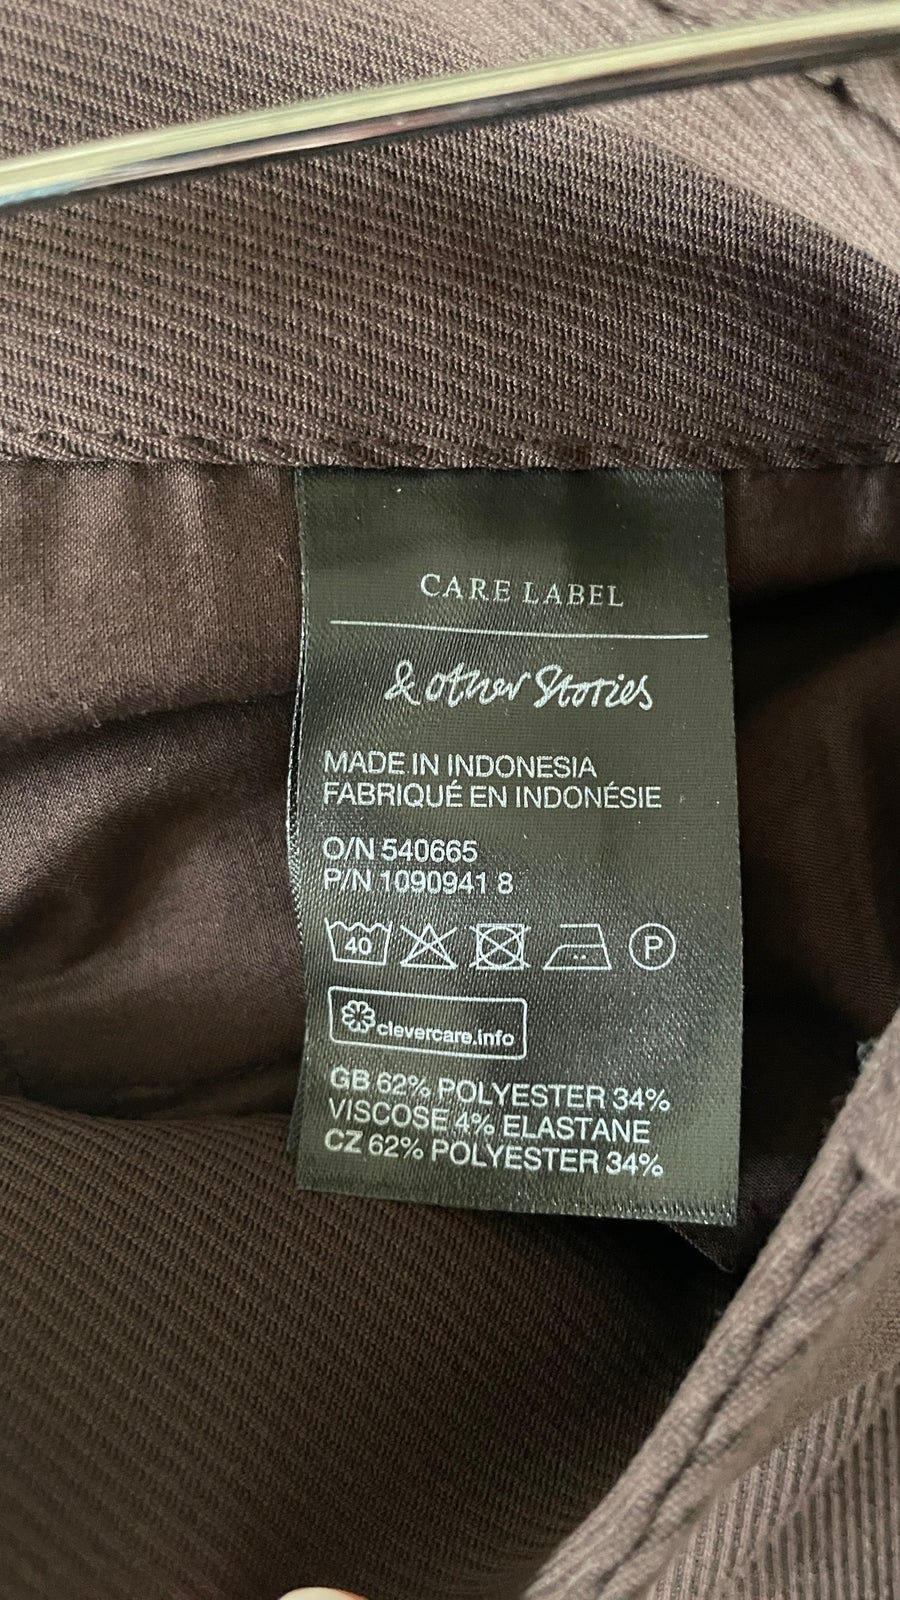 CARE LABEL
& other Stories
MADE IN INDONESIA
FABRIQUÉ EN INDONÉSIE
O/N 540665
P/N 1090941 8
40
P
clevercare.info
GB 62% POLYESTER 34%
VISCOSE 4% ELASTANE
CZ 62% POLYESTER 34%